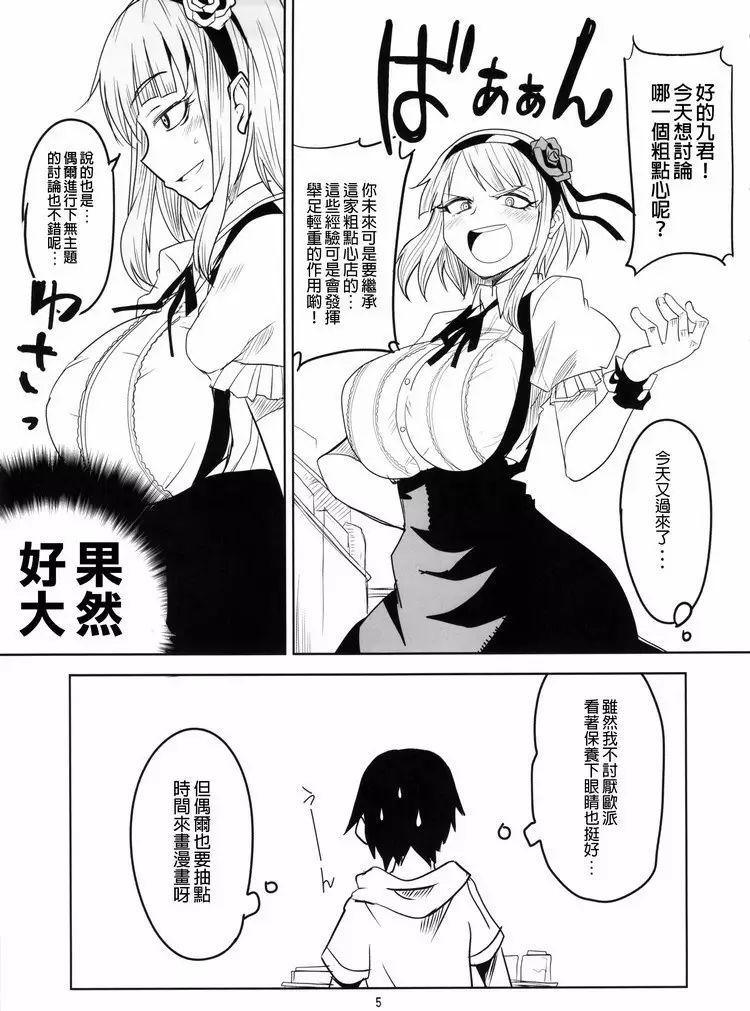 好的九君！
今天想討論
哪一個粗點心呢？
ばぁぁん
你未來可是要繼承
這家粗點心店的…
這些經驗可是會發揮
舉足輕重的作用喲！
今天又過來了…
說的也是…
偶爾進行下無主題
的討論也不錯呢…
ゆさっ
果然
好大
雖然我不討厭歐派
看著保養下眼睛也挺好…
但偶爾也要抽點
時間來畫漫畫呀
5